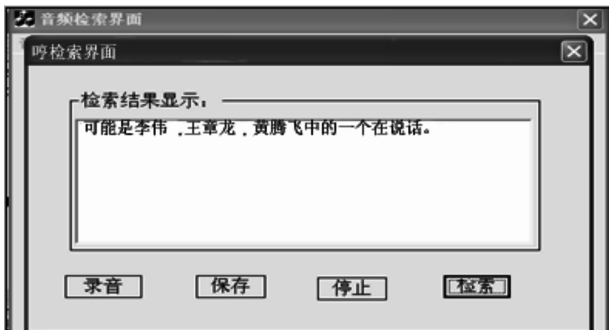 音频检索界面
哼检索界面
检索结果显示：
可能是李伟 ,王章龙 , 黄腾飞中的一个在说话。
录音 保存 停止 检索